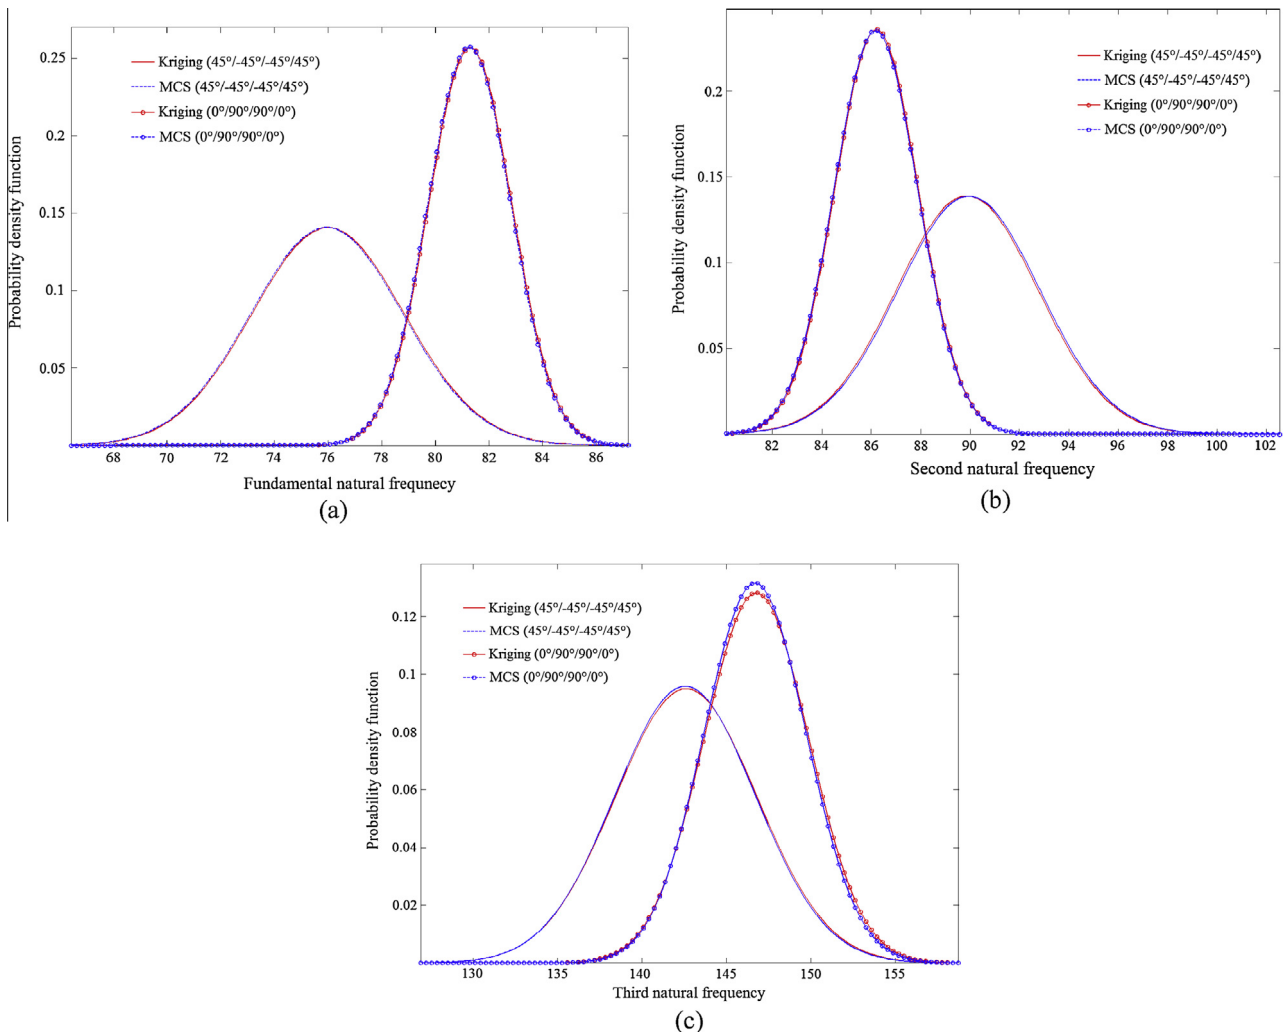 0.25
0.2
0.15
0.1
0.05
Probability density function
Kriging (45°/-45°/-45°/45°)
MCS (45°/-45°/-45°/45°)
Kriging (0°/90°/90°/0°)
MCS (0°/90°/90°/0°)
68 70 72 74 76 78 80 82 84 86
Fundamental natural frequnecy
(a)
0.2
0.15
0.1
0.05
Probability density function
Kriging (45°/-45°/-45°/45°)
MCS (45°/-45°/-45°/45°)
Kriging (0°/90°/90°/0°)
MCS (0°/90°/90°/0°)
82 84 86 88 90 92 94 96 98 100 102
Second natural frequency
(b)
0.12
0.1
0.08
0.06
0.04
0.02
Probability density function
Kriging (45°/-45°/-45°/45°)
MCS (45°/-45°/-45°/45°)
Kriging (0°/90°/90°/0°)
MCS (0°/90°/90°/0°)
130 135 140 145 150 155
Third natural frequency
(c)